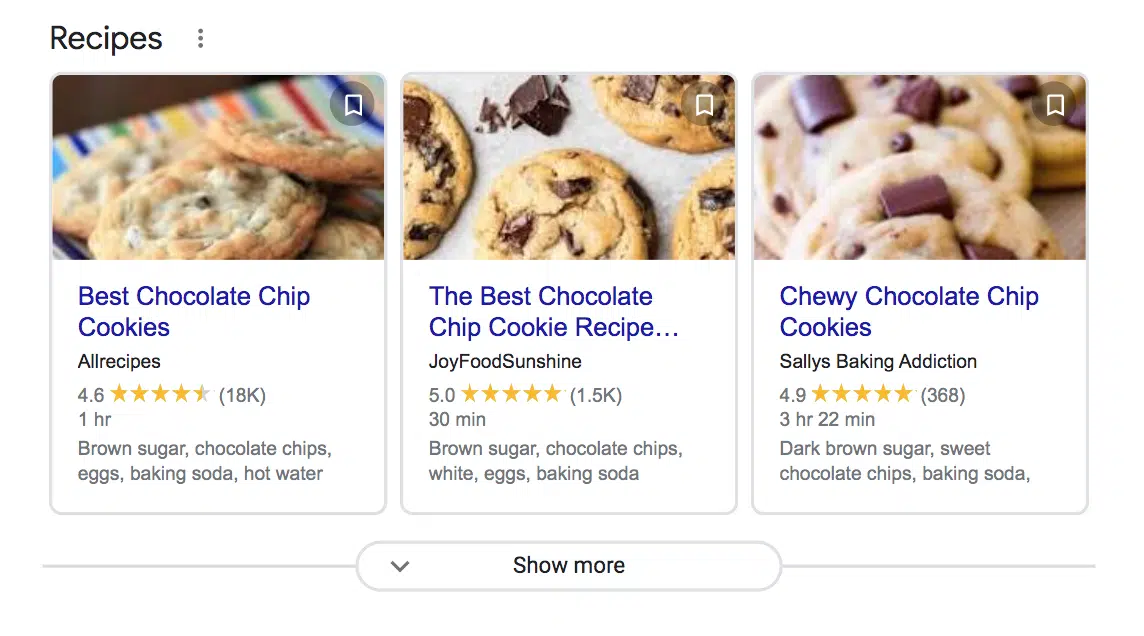 Recipes
Best Chocolate Chip
Cookies
Allrecipes
4.6 (18K)
1 hr
Brown sugar, chocolate chips,
eggs, baking soda, hot water
The Best Chocolate
Chip Cookie Recipe…
JoyFoodSunshine
5.0 (1.5K)
30 min
Brown sugar, chocolate chips,
white, eggs, baking soda
Chewy Chocolate Chip
Cookies
Sallys Baking Addiction
4.9 (368)
3 hr 22 min
Dark brown sugar, sweet
chocolate chips, baking soda,
Show more